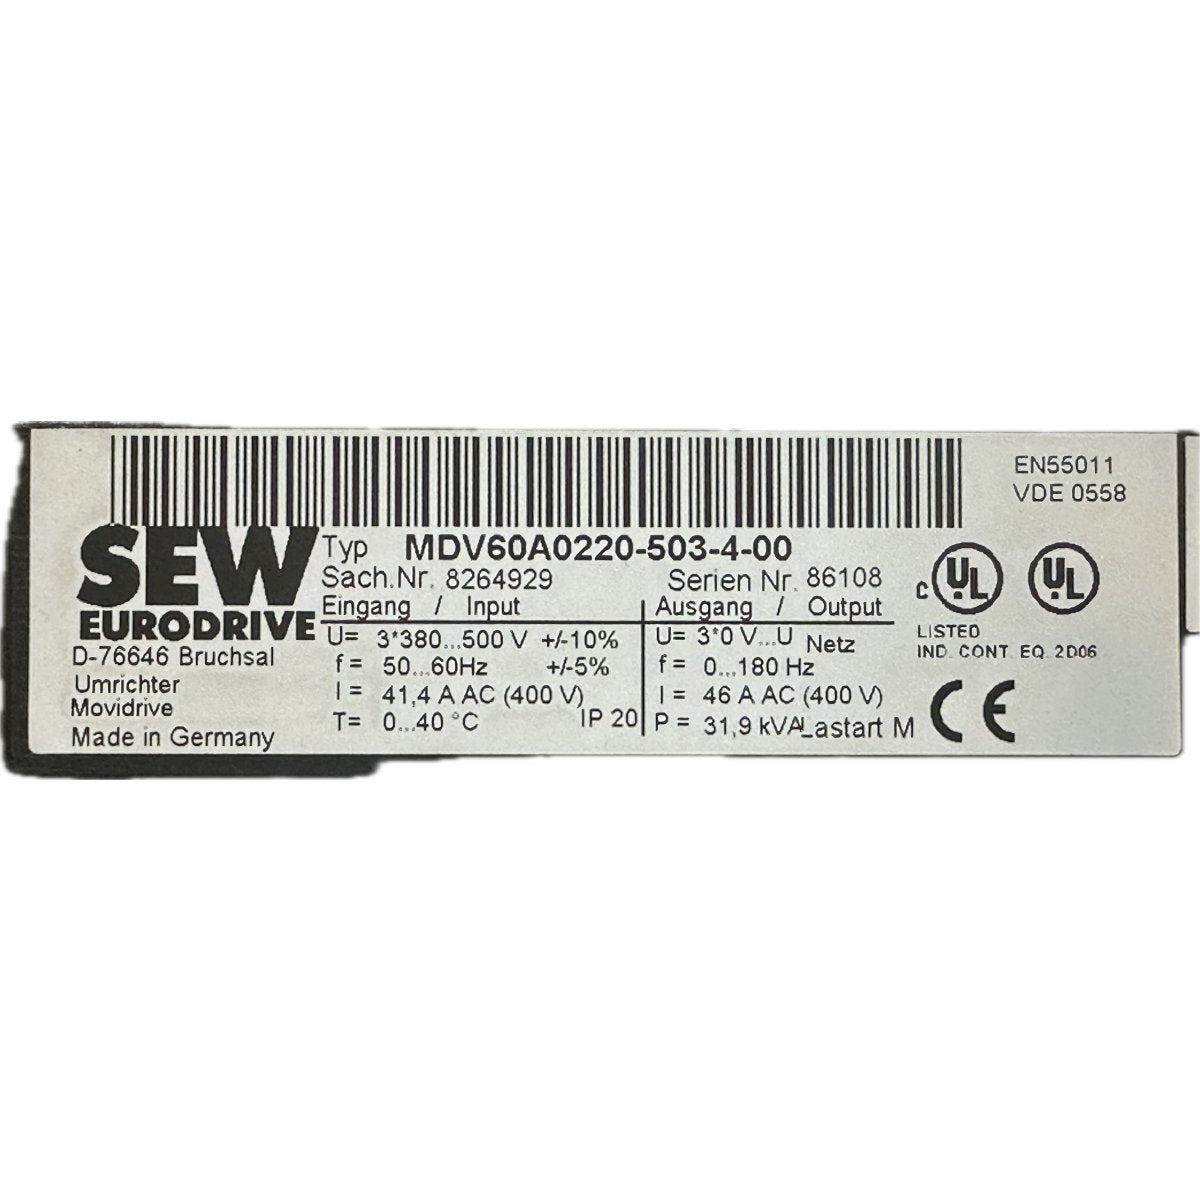 EN55011
VDE 0558
SEW
EURODRIVE
D-76646 Bruchsal
Umrichter
Movidrive
Made in Germany
Typ MDV60A0220-503-4-00
Sach.Nr. 8264929 Serien Nr. 86108
Eingang / Input
U= 3*380...500 V +/-10%
f= 50...60Hz +/-5%
I = 41,4 A AC (400 V)
T= 0...40 °C IP 20
Ausgang / Output
U= 3*0 V...U Netz
f = 0...180 Hz
I = 46 A AC (400 V)
P = 31,9 kVA Lastart M
c UL UL
LISTED
IND. CONT. EQ. 2D06
CE